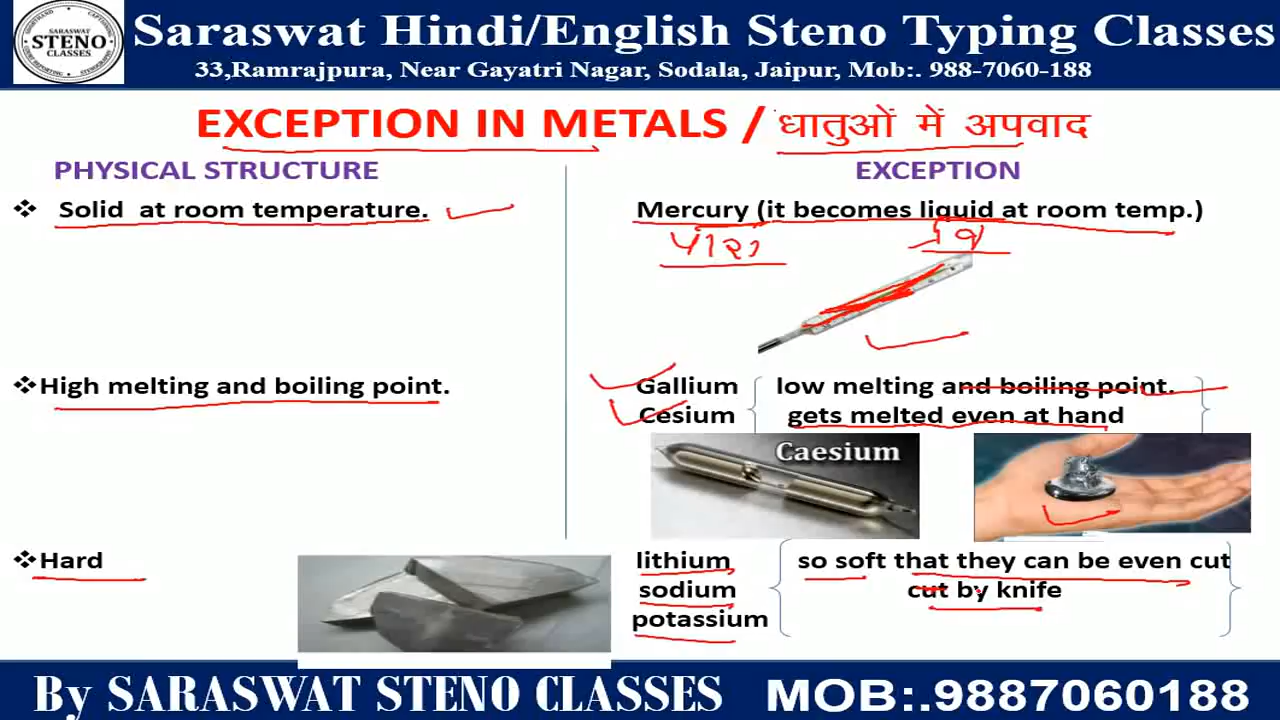 SARASWAT
STENO
CLASSES
Saraswat Hindi/English Steno Typing Classes
33,Ramrajpura, Near Gayatri Nagar, Sodala, Jaipur, Mob:. 988-7060-188
EXCEPTION IN METALS / धातुओं में अपवाद
PHYSICAL STRUCTURE EXCEPTION
❖ Solid at room temperature. Mercury (it becomes liquid at room temp.)
पारा
❖High melting and boiling point. Gallium low melting and boiling point.
Cesium gets melted even at hand
Caesium
❖Hard lithium so soft that they can be even cut
sodium cut by knife
potassium
By SARASWAT STENO CLASSES MOB:.9887060188